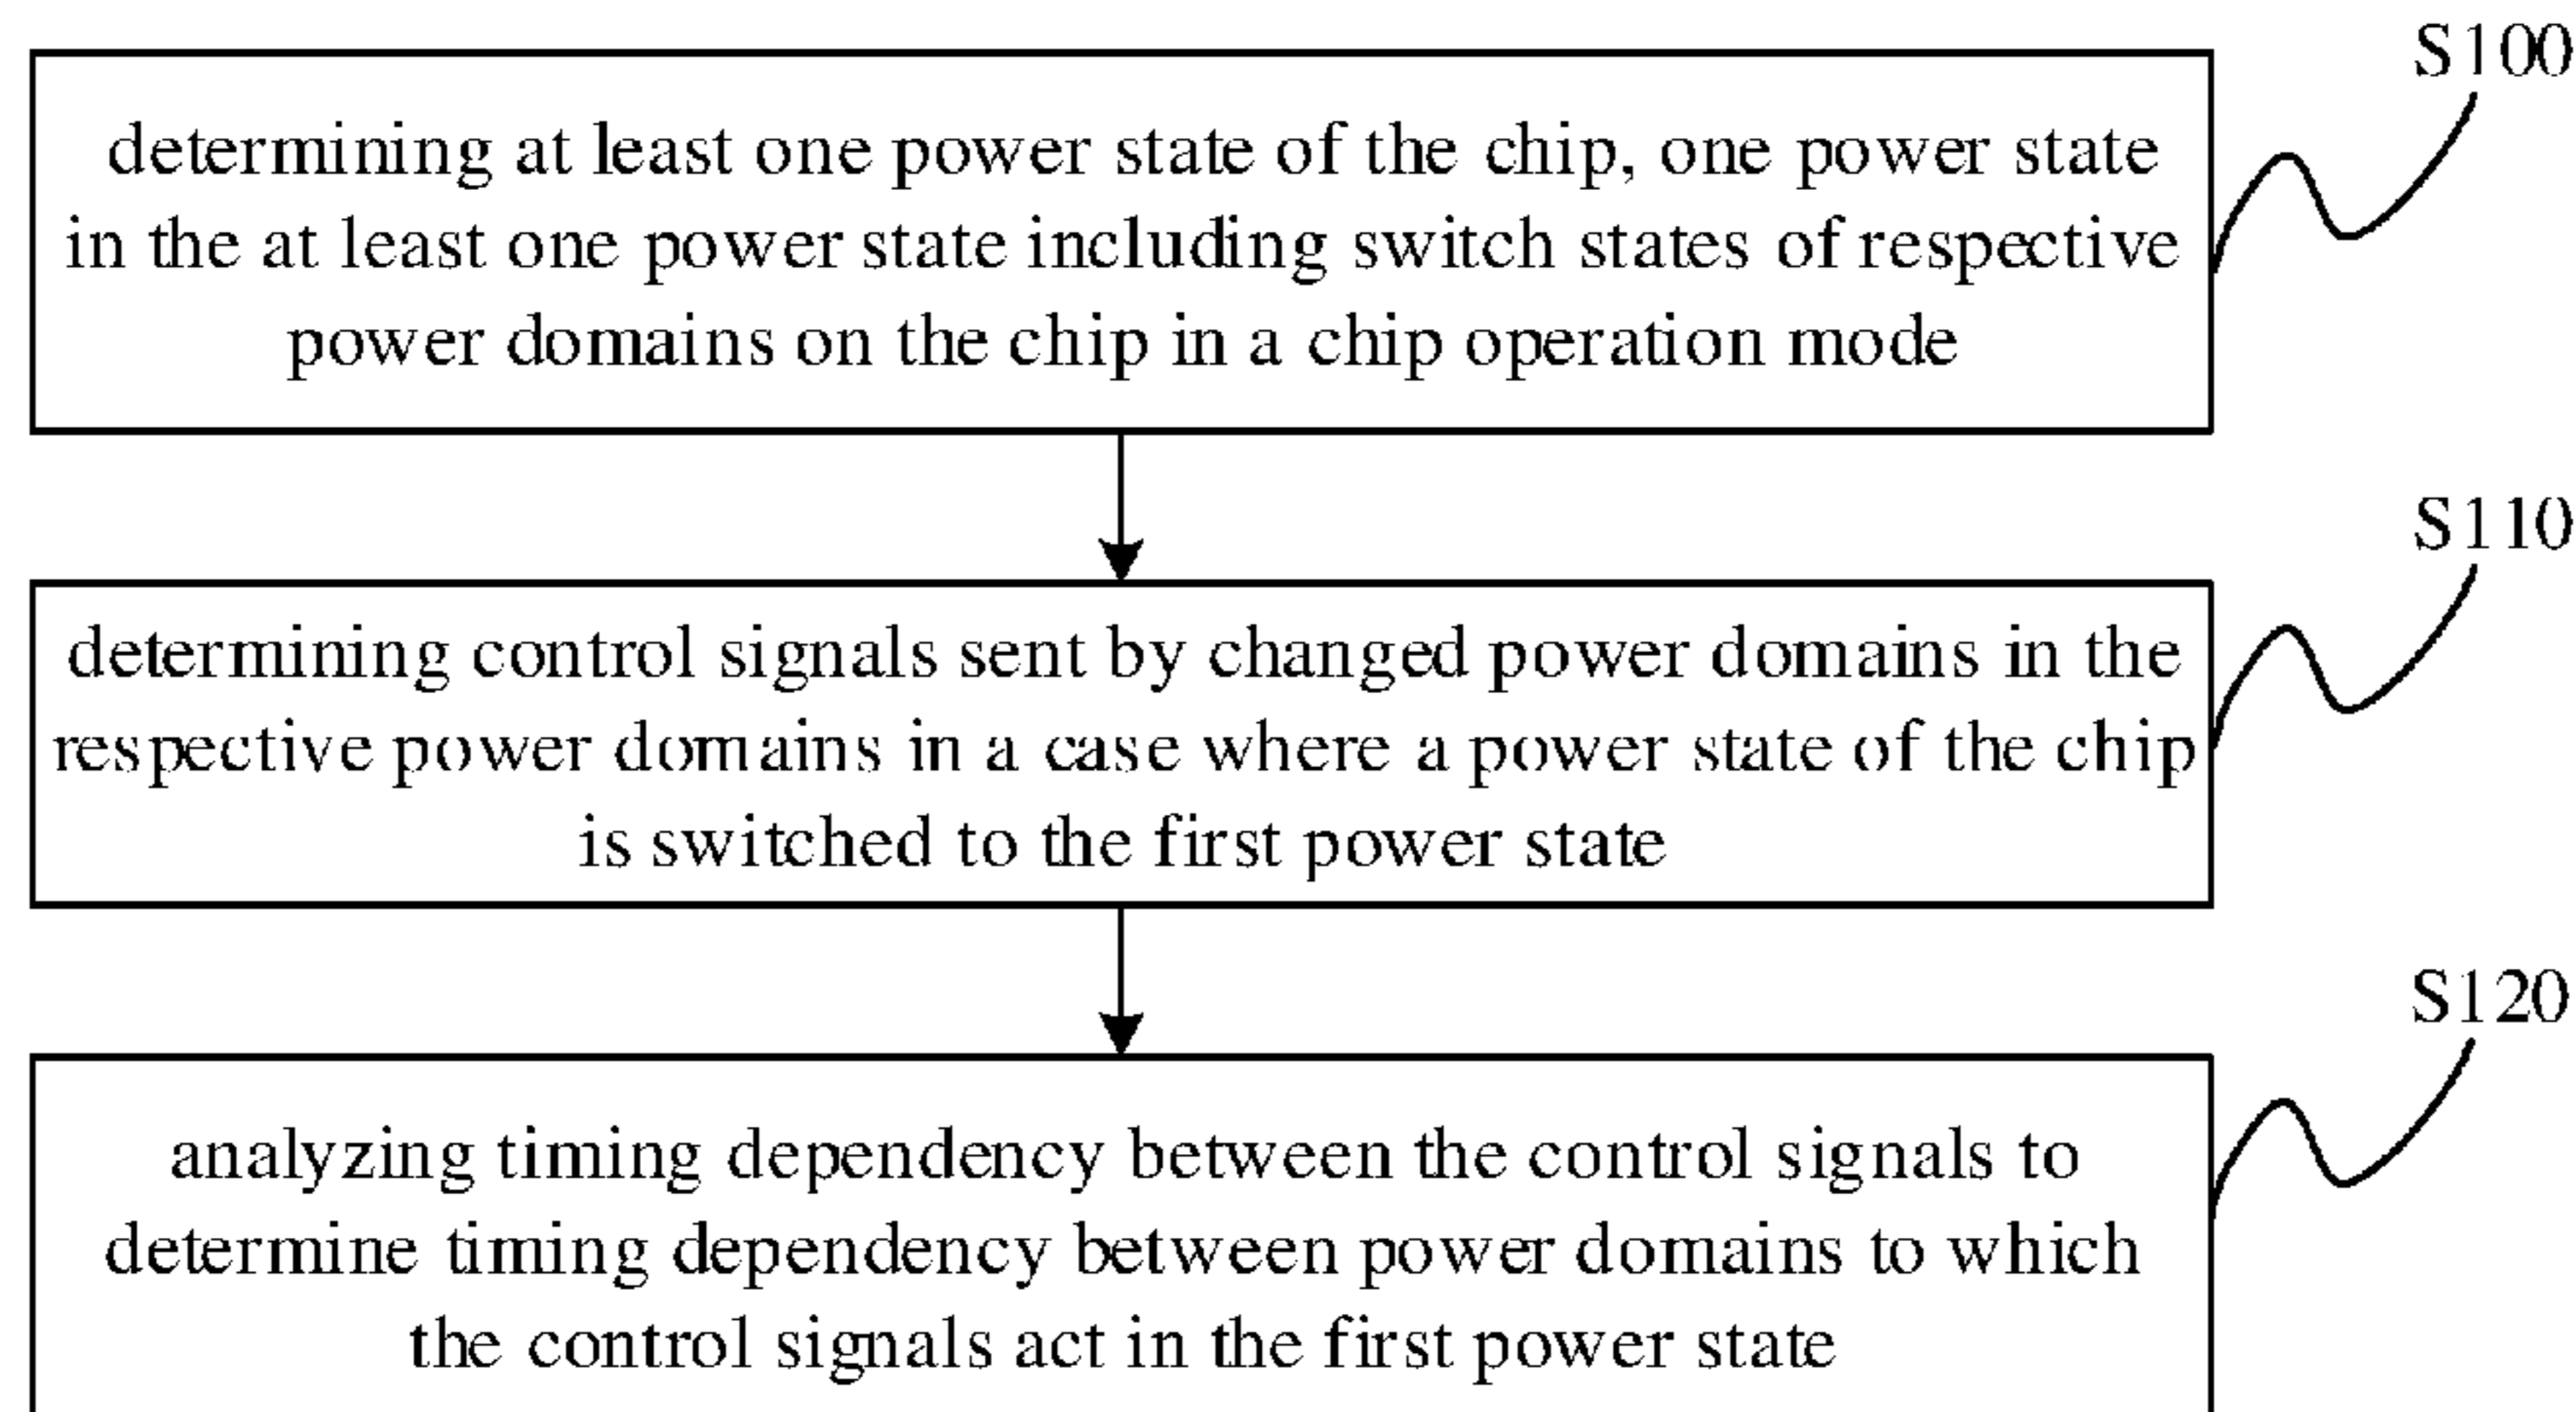 S100
determining at least one power state of the chip, one power state
in the at least one power state including switch states of respective
power domains on the chip in a chip operation mode
S110
determining control signals sent by changed power domains in the
respective power domains in a case where a power state of the chip
is switched to the first power state
S120
analyzing timing dependency between the control signals to
determine timing dependency between power domains to which
the control signals act in the first power state